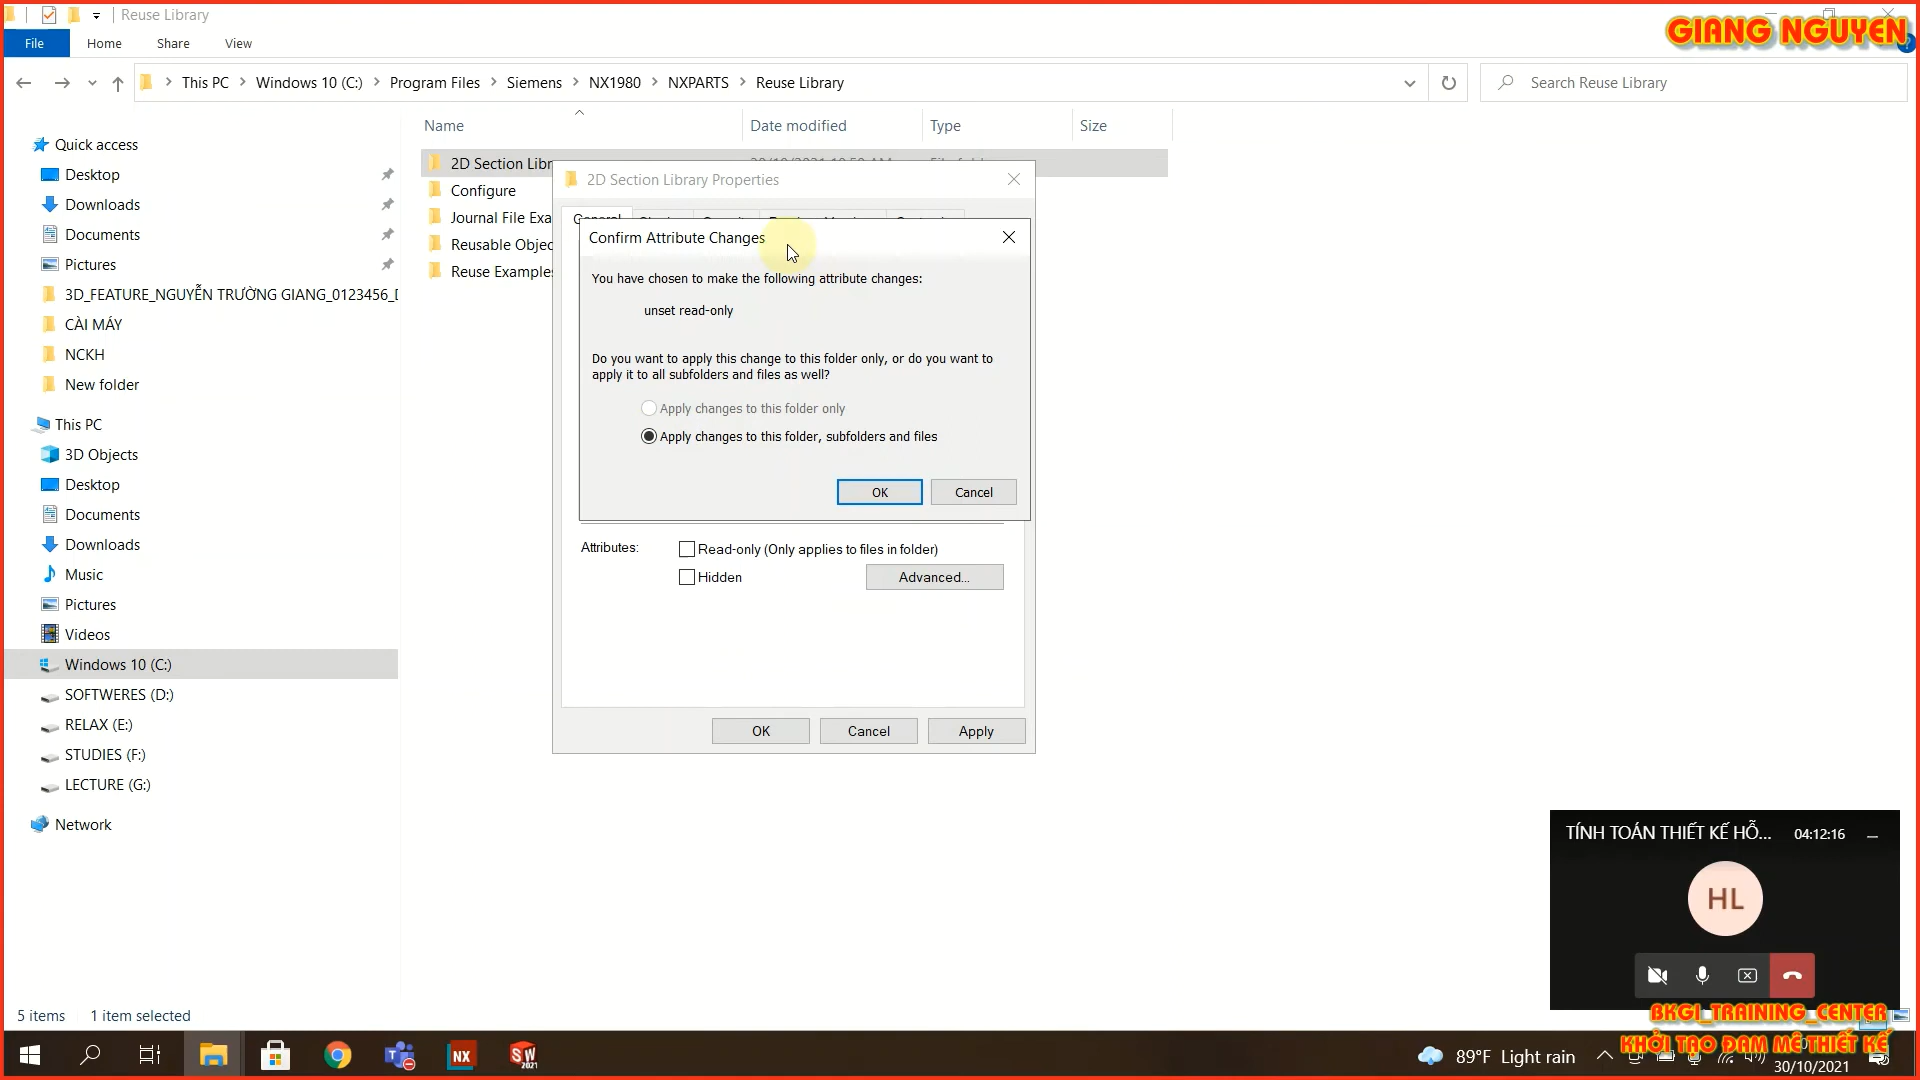 Reuse Library
GIANG NGUYEN
File
Home
Share
View
This PC
Windows 10 (C:)
Program Files
Siemens
NX1980
NXPARTS
Reuse Library
Search Reuse Library
Name
Date modified
Type
Size
Quick access
Desktop
Downloads
Documents
Pictures
3D_FEATURE_NGUYỄN TRƯỜNG GIANG_0123456_
CÀI MÁY
NCKH
New folder
This PC
3D Objects
Desktop
Documents
Downloads
Music
Pictures
Videos
Windows 10 (C:)
SOFTWERES (D:)
RELAX (E:)
STUDIES (F:)
LECTURE (G:)
Network
2D Section Libr
Configure
Journal File Exa
Reusable Objec
Reuse Examples
2D Section Library Properties
General
Confirm Attribute Changes
You have chosen to make the following attribute changes:
unset read-only
Do you want to apply this change to this folder only, or do you want to
apply it to all subfolders and files as well?
Apply changes to this folder only
Apply changes to this folder, subfolders and files
OK
Cancel
Attributes:
Read-only (Only applies to files in folder)
Hidden
Advanced...
OK
Cancel
Apply
TÍNH TOÁN THIẾT KẾ HỖ...
04:12:16
HL
5 items
1 item selected
BKGI_TRAINING_CENTER
KHỞI TẠO ĐAM MÊ THIẾT KẾ
NX
SW
2021
89°F Light rain
30/10/2021